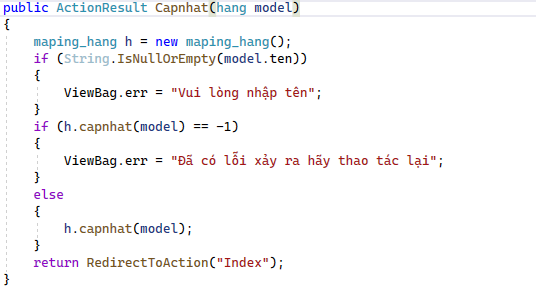 public ActionResult Capnhat(hang model)
{
    maping_hang h = new maping_hang();
    if (String.IsNullOrEmpty(model.ten))
    {
        ViewBag.err = "Vui lòng nhập tên";
    }
    if (h.capnhat(model) == -1)
    {
        ViewBag.err = "Đã có lỗi xảy ra hãy thao tác lại";
    }
    else
    {
        h.capnhat(model);
    }
    return RedirectToAction("Index");
}